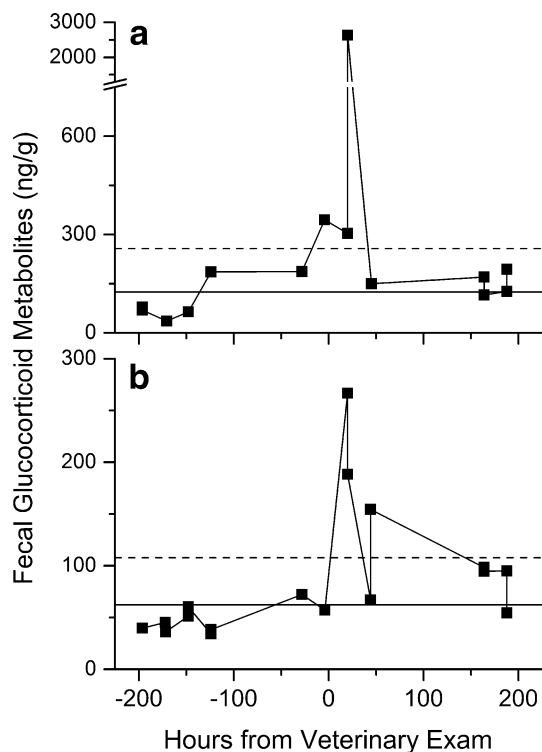 a
3000
2000
600
300
0
b
300
200
100
0
-200 -100 0 100 200
Fecal Glucocorticoid Metabolites (ng/g)
Hours from Veterinary Exam